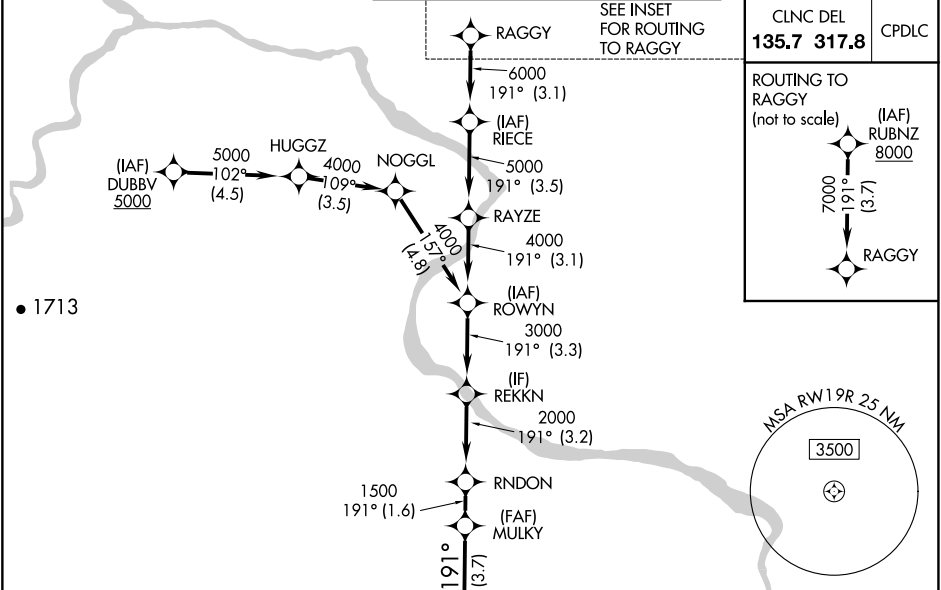 SEE INSET
FOR ROUTING
TO RAGGY
RAGGY
6000
191° (3.1)
(IAF)
RIECE
5000
191° (3.5)
RAYZE
4000
191° (3.1)
(IAF)
ROWYN
3000
191° (3.3)
(IF)
REKKN
2000
191° (3.2)
RNDON
1500
191° (1.6)
(FAF)
MULKY
191°
(3.7)
(IAF)
DUBBV
5000
5000
102°
(4.5)
HUGGZ
4000
109°
(3.5)
NOGGL
4000
157°
(4.8)
1713
CLNC DEL
135.7 317.8
CPDLC
ROUTING TO
RAGGY
(not to scale)
(IAF)
RUBNZ
8000
7000
191°
(3.7)
RAGGY
MSA RW19R 25 NM
3500